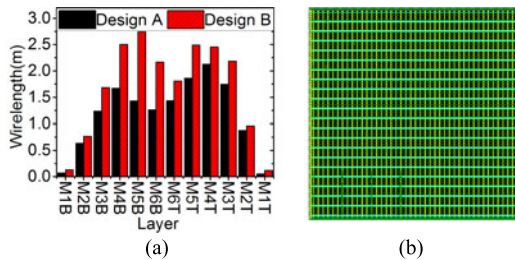 Design A Design B
Wirelength(m)
3.0
2.5
2.0
1.5
1.0
0.5
0.0
M1B M2B M3B M4B M5B M6B M6T M5T M4T M3T M2T M1T
Layer
(a) (b)